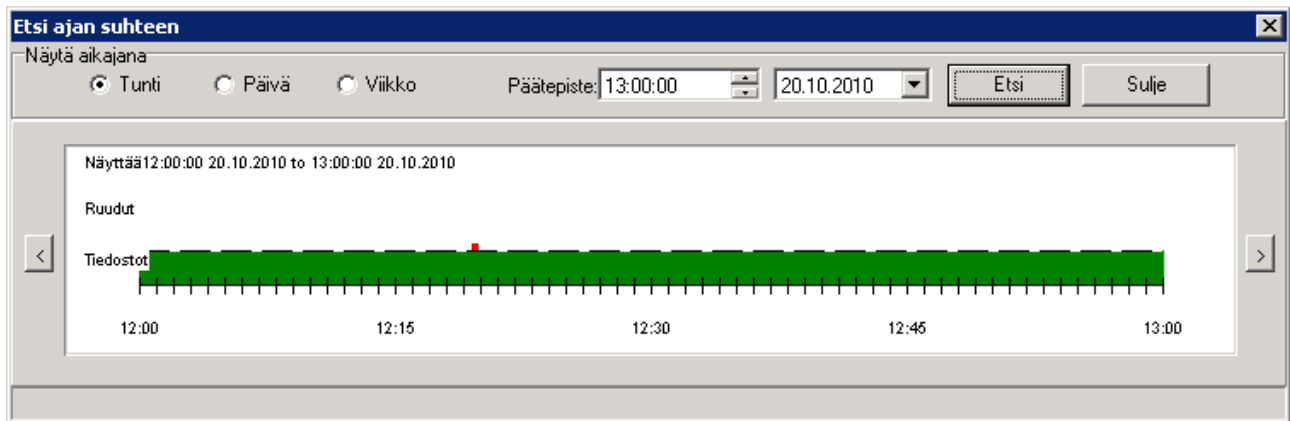 Etsi ajan suhteen
Näytä aikajana
Tunti Päivä Viikko Päätepiste: 13:00:00 20.10.2010 Etsi Sulje
Näyttää12:00:00 20.10.2010 to 13:00:00 20.10.2010
Ruudut
< Tiedostot >
12:00 12:15 12:30 12:45 13:00